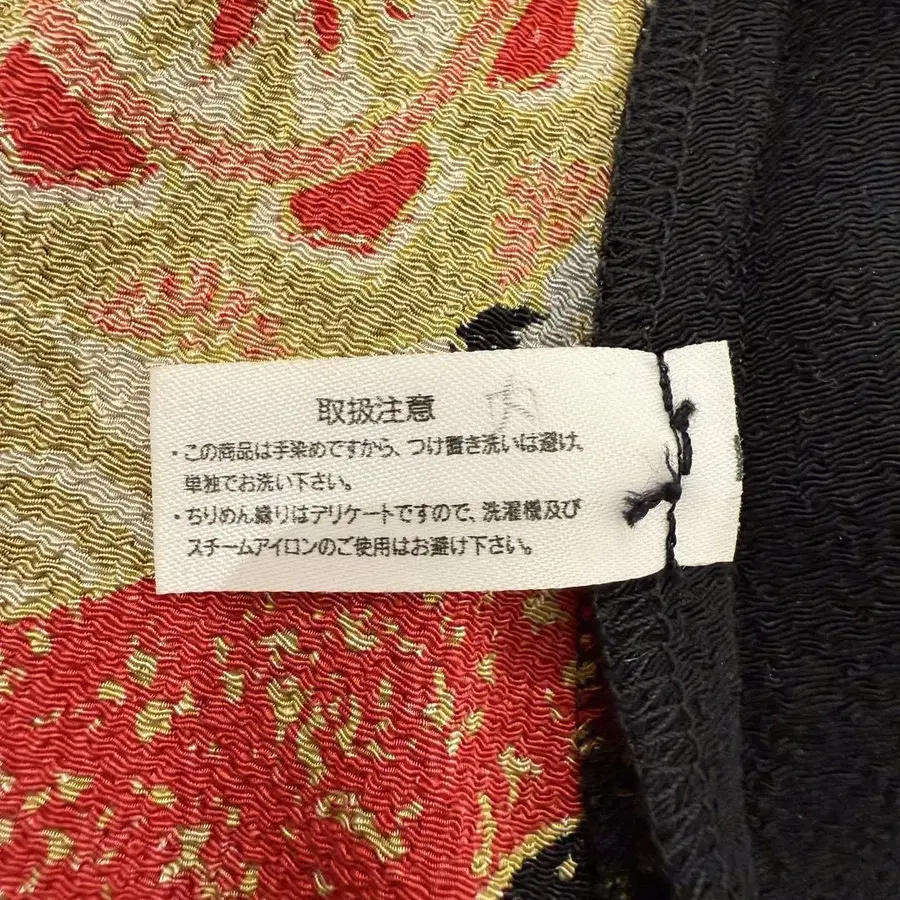 取扱注意
・この商品は手染めですから、つけ置き洗いは避け、
単独でお洗い下さい。
・ちりめん織りはデリケートですので、洗濯機及び
スチームアイロンのご使用はお避け下さい。